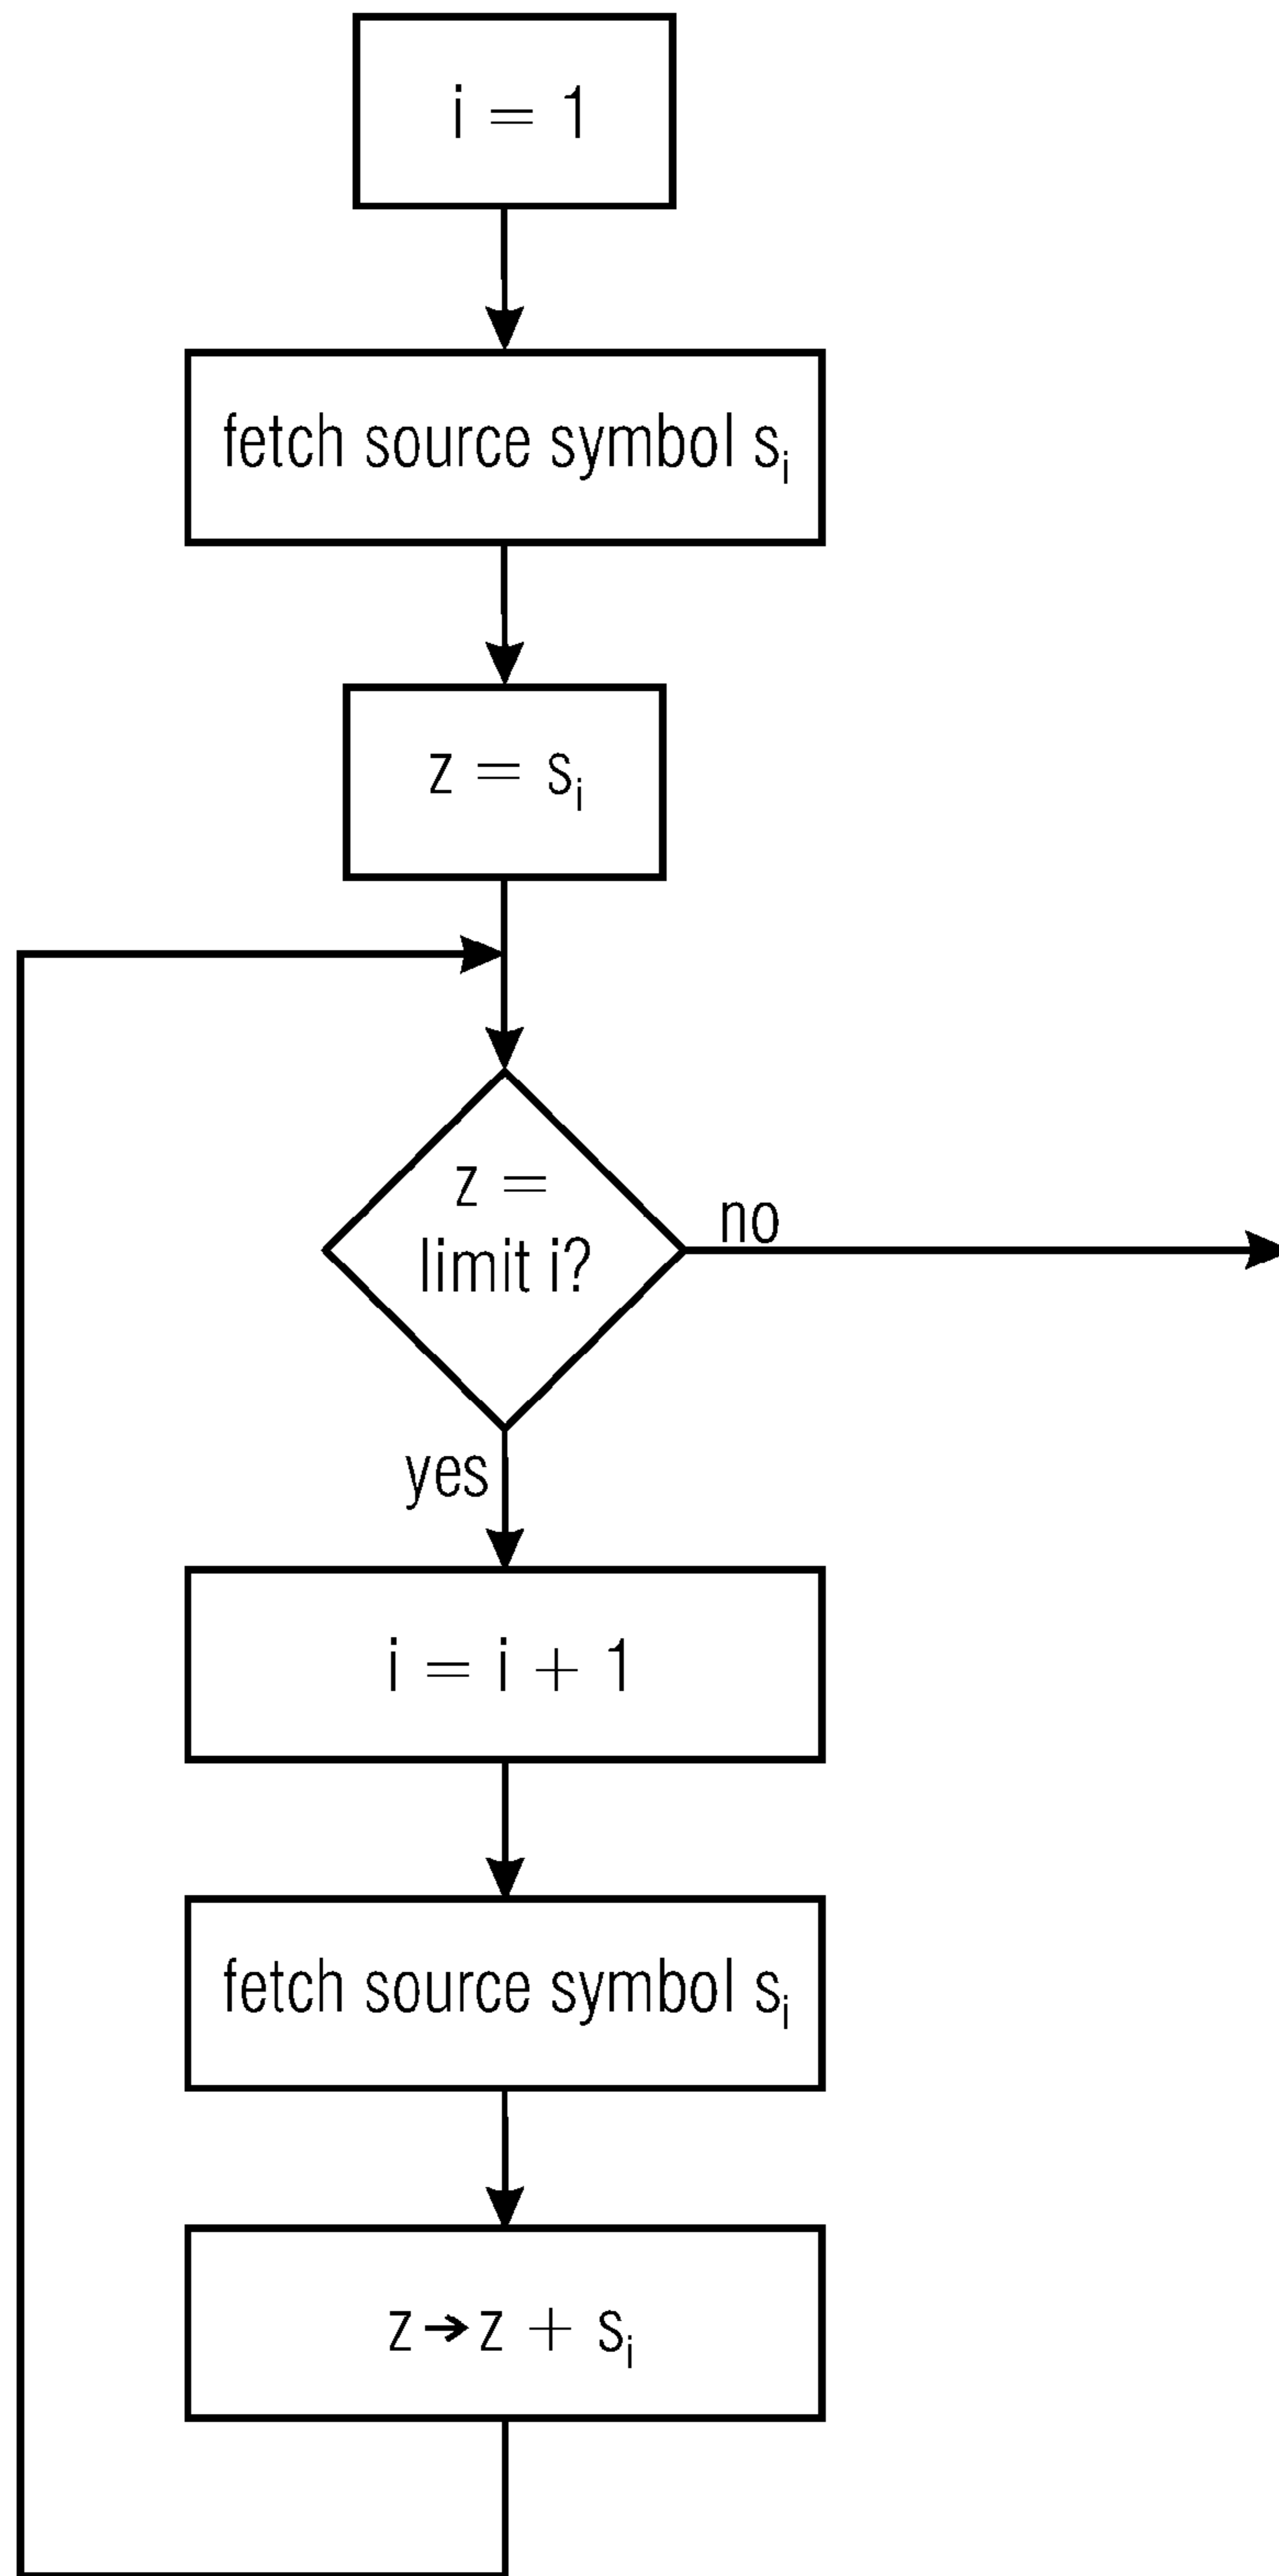 i = 1
fetch source symbol sᵢ
z = sᵢ
z =
limit i?
no
yes
i = i + 1
fetch source symbol sᵢ
z → z + sᵢ